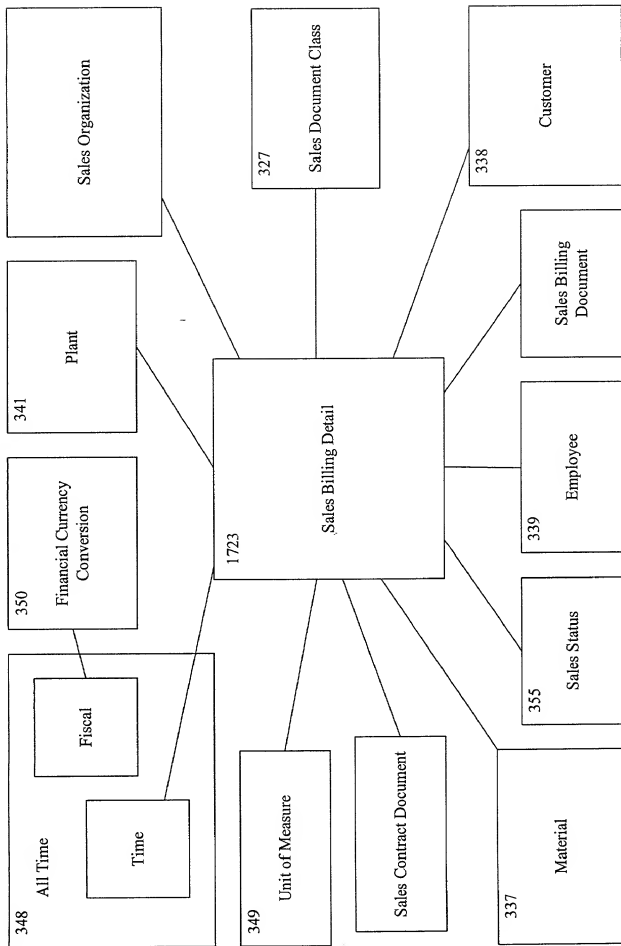 348
All Time
Time
Fiscal
350
Financial Currency
Conversion
341
Plant
Sales Organization
349
Unit of Measure
Sales Contract Document
1723
Sales Billing Detail
327
Sales Document Class
337
Material
355
Sales Status
339
Employee
Sales Billing
Document
338
Customer